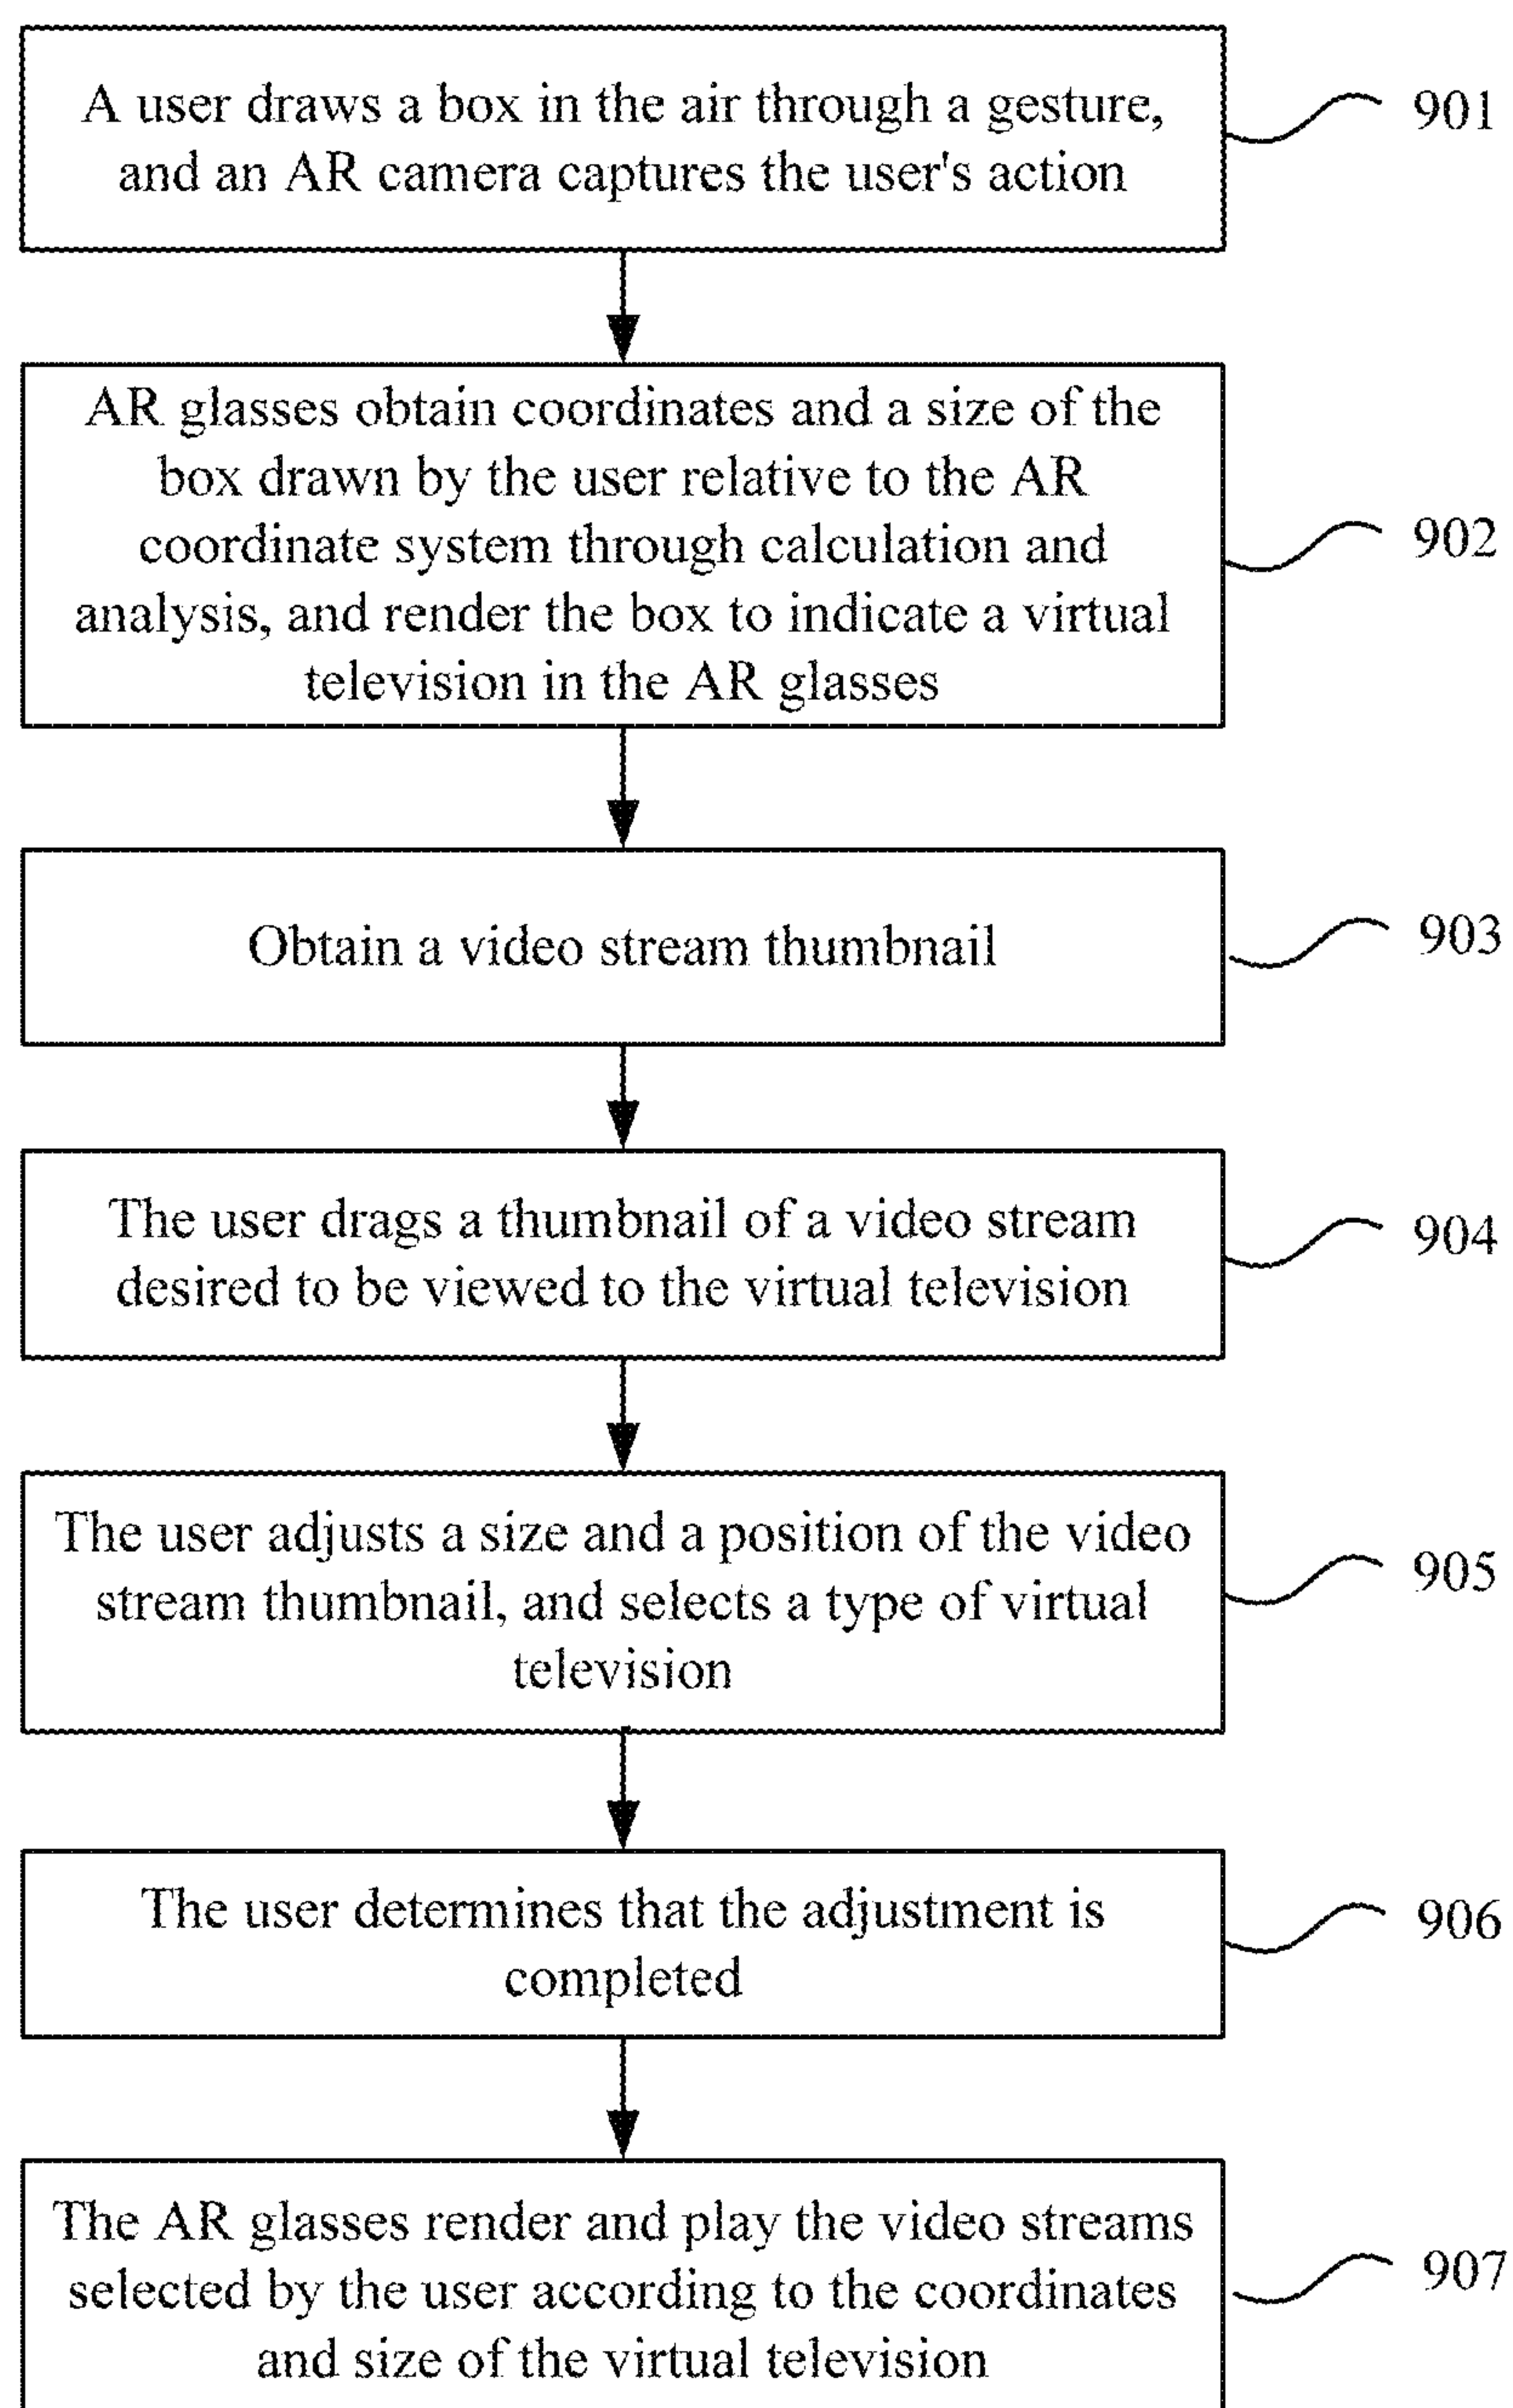 A user draws a box in the air through a gesture,
and an AR camera captures the user's action
901
AR glasses obtain coordinates and a size of the
box drawn by the user relative to the AR
coordinate system through calculation and
analysis, and render the box to indicate a virtual
television in the AR glasses
902
Obtain a video stream thumbnail
903
The user drags a thumbnail of a video stream
desired to be viewed to the virtual television
904
The user adjusts a size and a position of the video
stream thumbnail, and selects a type of virtual
television
905
The user determines that the adjustment is
completed
906
The AR glasses render and play the video streams
selected by the user according to the coordinates
and size of the virtual television
907